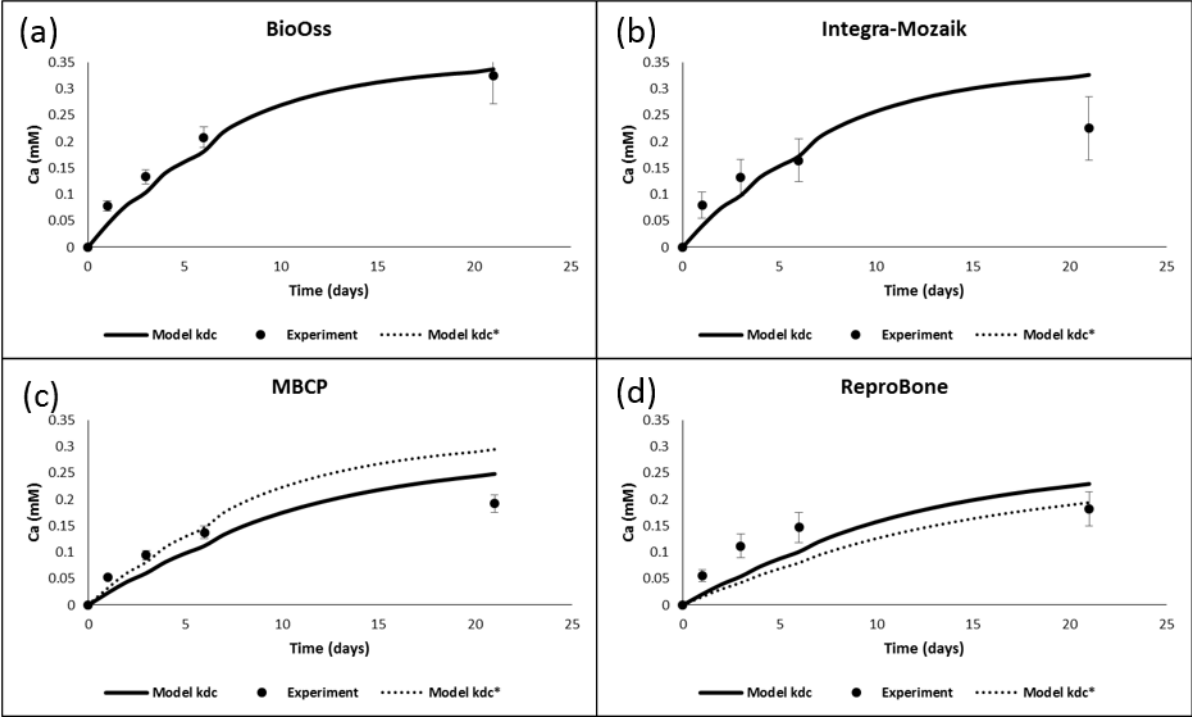 (a)
BioOss
0.35
0.3
0.25
0.2
0.15
0.1
0.05
0
Ca (mM)
0 5 10 15 20 25
Time (days)
Model kdc Experiment Model kdc*
(b)
Integra-Mozaik
0.35
0.3
0.25
0.2
0.15
0.1
0.05
0
Ca (mM)
0 5 10 15 20 25
Time (days)
Model kdc Experiment Model kdc*
(c)
MBCP
0.35
0.3
0.25
0.2
0.15
0.1
0.05
0
Ca (mM)
0 5 10 15 20 25
Time (days)
Model kdc Experiment Model kdc*
(d)
ReproBone
0.35
0.3
0.25
0.2
0.15
0.1
0.05
0
Ca (mM)
0 5 10 15 20 25
Time (days)
Model kdc Experiment Model kdc*